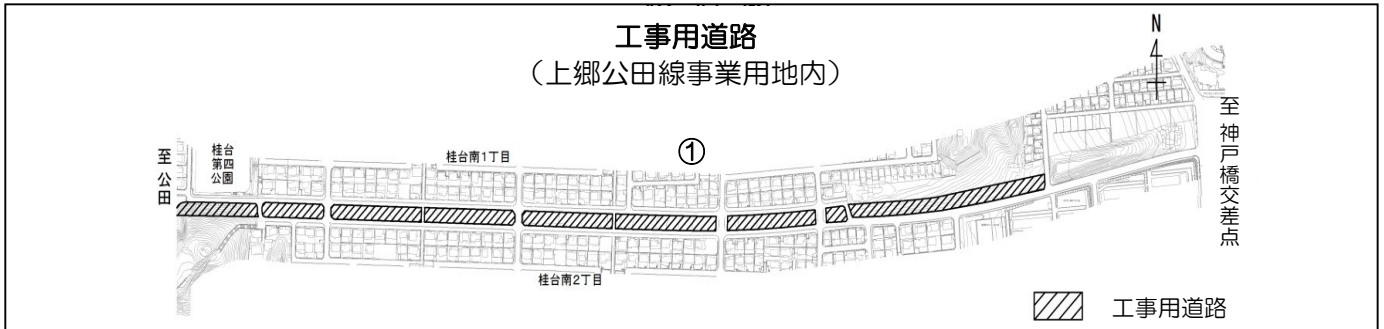 工事用道路
（上郷公田線事業用地内）
N
至 神戸橋交差点
①
桂台南1丁目
桂台第四公園
至 公田
桂台南2丁目
工事用道路